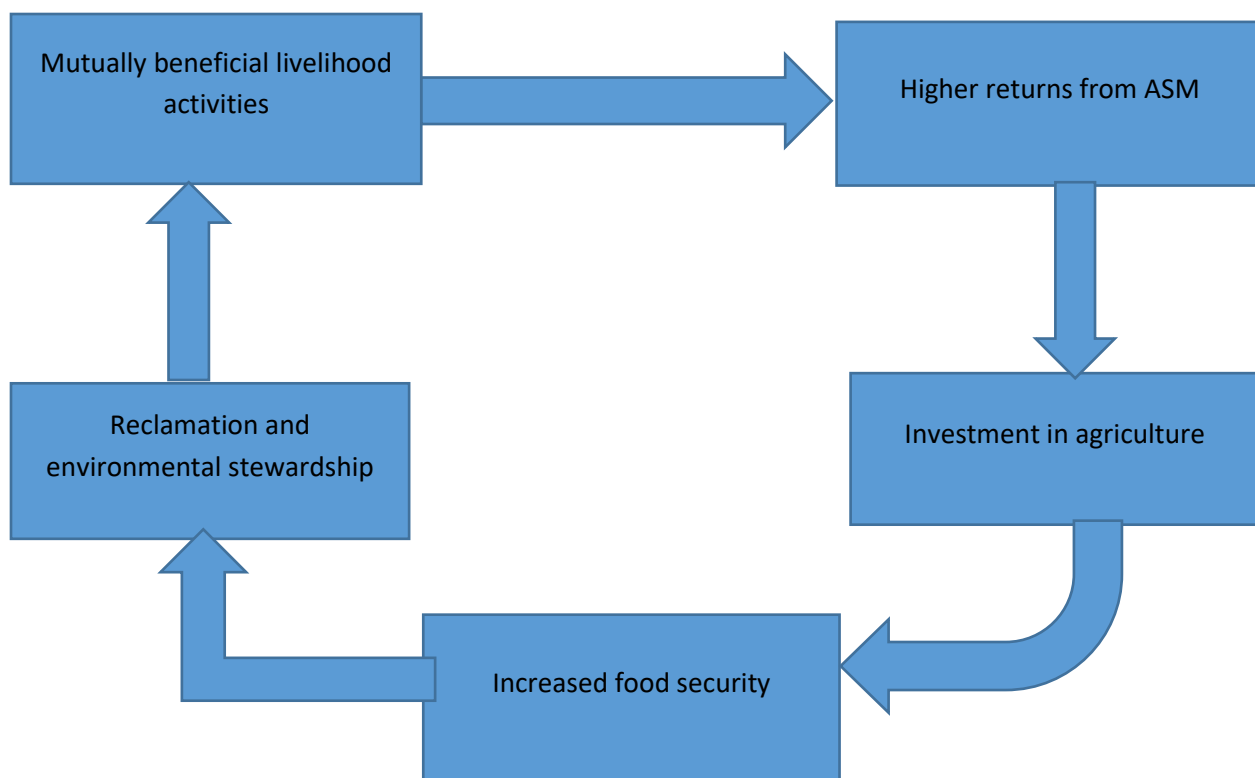 Mutually beneficial livelihood
activities
Higher returns from ASM
Reclamation and
environmental stewardship
Investment in agriculture
Increased food security